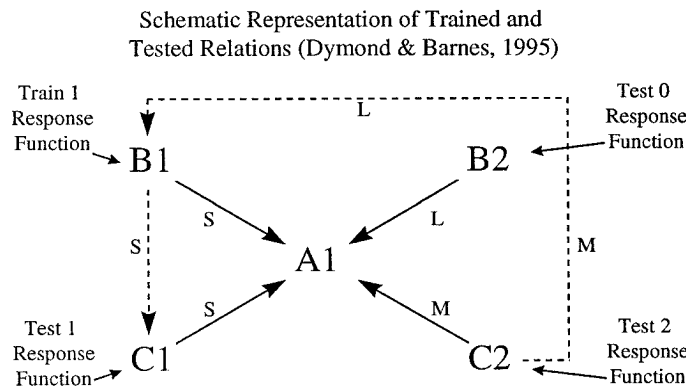 Schematic Representation of Trained and
Tested Relations (Dymond & Barnes, 1995)
Train 1
Response
Function
Test 0
Response
Function
L
B1
B2
S
S
L
M
A1
S
M
Test 1
Response
Function
C1
C2
Test 2
Response
Function